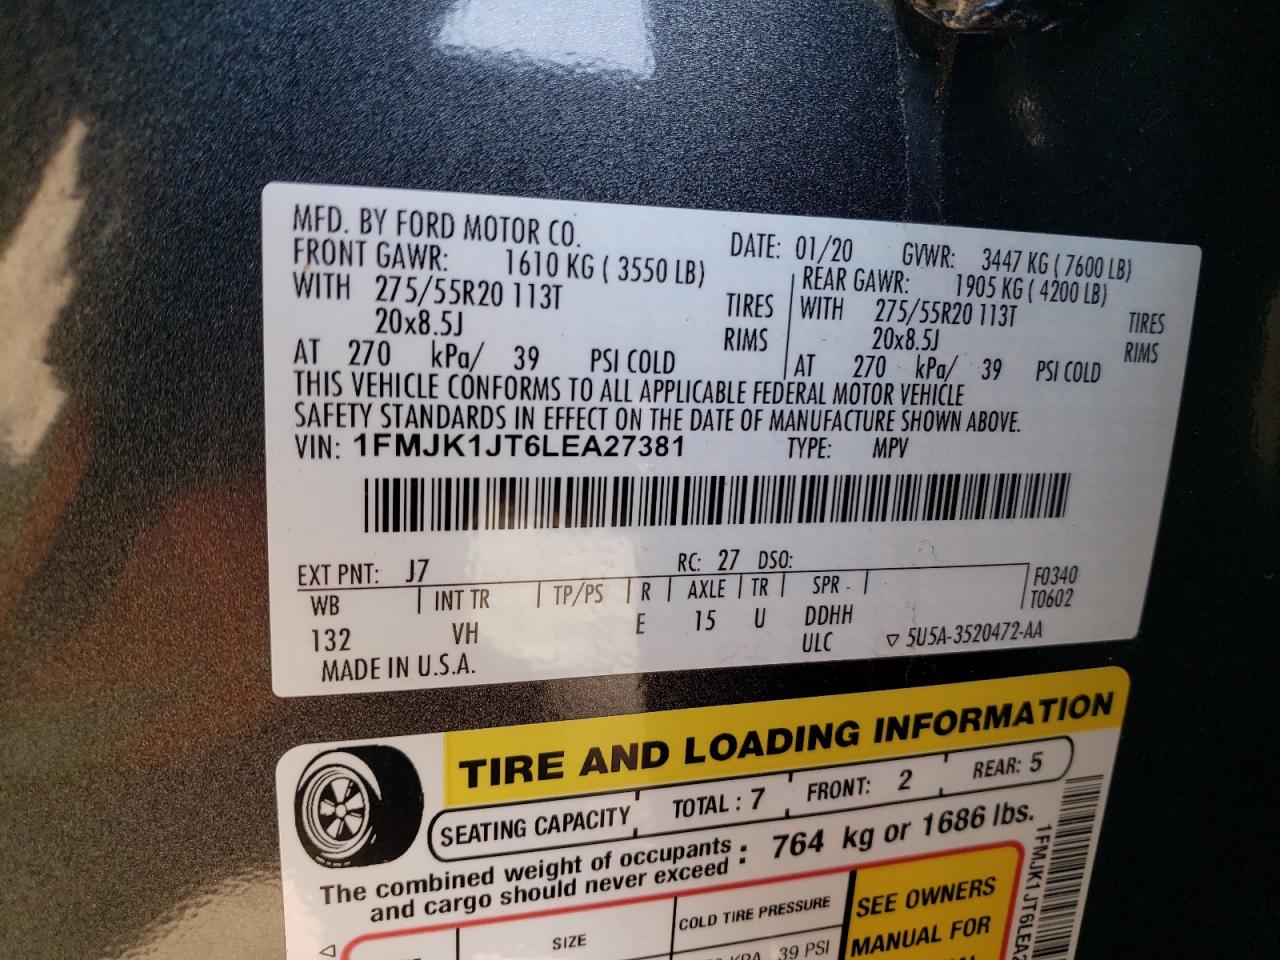 MFD. BY FORD MOTOR CO.
DATE: 01/20 GVWR: 3447 KG ( 7600 LB)
FRONT GAWR: 1610 KG ( 3550 LB)
REAR GAWR: 1905 KG ( 4200 LB)
WITH 275/55R20 113T TIRES
WITH 275/55R20 113T TIRES
20x8.5J RIMS
20x8.5J RIMS
AT 270 kPa/ 39 PSI COLD
AT 270 kPa/ 39 PSI COLD
THIS VEHICLE CONFORMS TO ALL APPLICABLE FEDERAL MOTOR VEHICLE
SAFETY STANDARDS IN EFFECT ON THE DATE OF MANUFACTURE SHOWN ABOVE.
VIN: 1FMJK1JT6LEA27381 TYPE: MPV
EXT PNT: J7 RC: 27 DSO:
WB INT TR TP/PS R AXLE TR SPR
F0340
T0602
132 VH E 15 U DDHH
ULC
5U5A-3520472-AA
MADE IN U.S.A.
TIRE AND LOADING INFORMATION
SEATING CAPACITY TOTAL : 7 FRONT: 2 REAR: 5
The combined weight of occupants
and cargo should never exceed : 764 kg or 1686 lbs.
SIZE
COLD TIRE PRESSURE
39 PSI
SEE OWNERS
MANUAL FOR
1FMJK1JT6LEA2